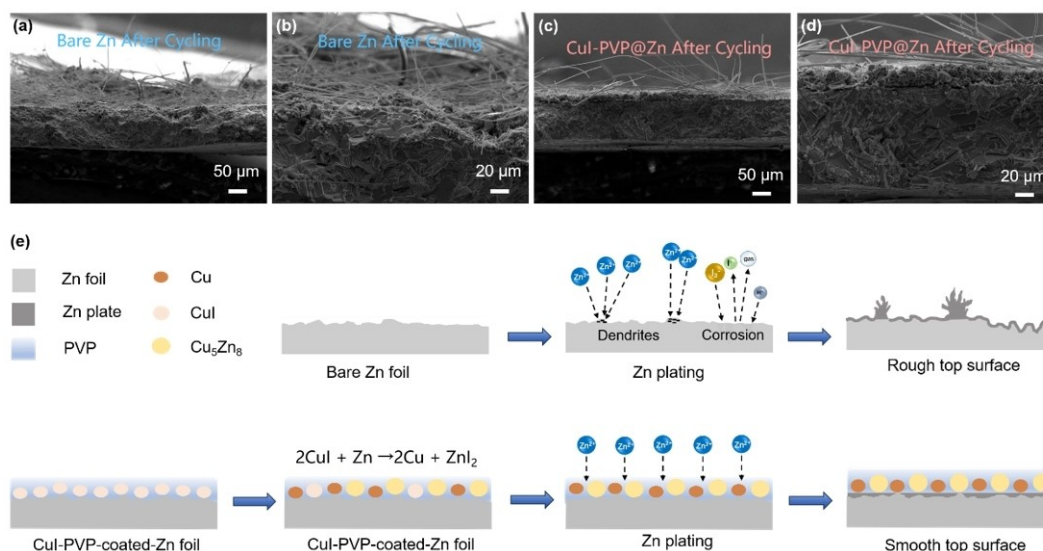 (a)
Bare Zn After Cycling
50 μm
(b)
Bare Zn After Cycling
20 μm
(c)
CuI-PVP@Zn After Cycling
50 μm
(d)
CuI-PVP@Zn After Cycling
20 μm
(e)
Zn foil
Cu
Zn plate
CuI
PVP
Cu₅Zn₈
Zn²⁺
Zn²⁺
Zn²⁺
Zn²⁺
Zn²⁺
Dendrites
Corrosion
Bare Zn foil
Zn plating
Rough top surface
2CuI + Zn →2Cu + ZnI₂
Zn²⁺
Zn²⁺
Zn²⁺
Zn²⁺
Zn²⁺
CuI-PVP-coated-Zn foil
CuI-PVP-coated-Zn foil
Zn plating
Smooth top surface